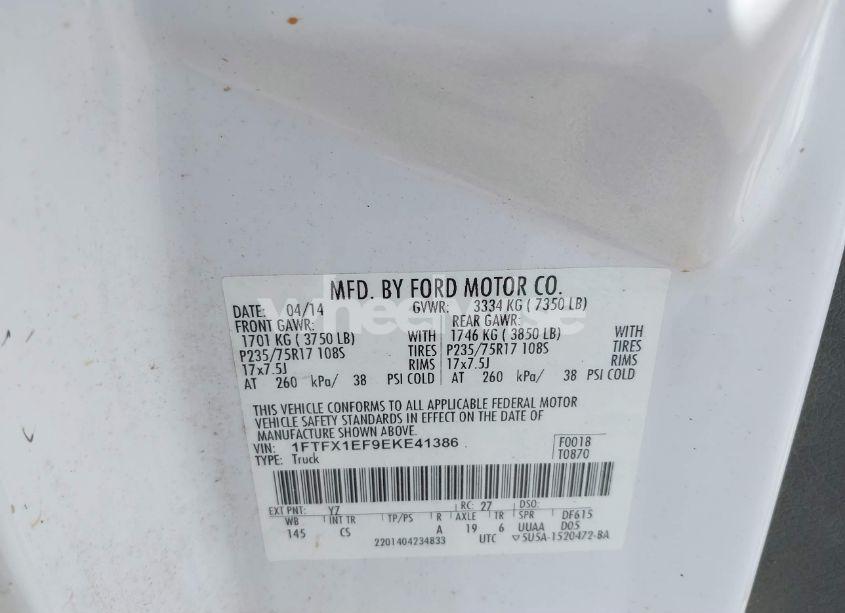 MFD. BY FORD MOTOR CO.
DATE: 04/14 GVWR: 3334 KG ( 7350 LB)
FRONT GAWR: REAR GAWR:
1701 KG ( 3750 LB) WITH 1746 KG ( 3850 LB) WITH
P235/75R17 108S TIRES P235/75R17 108S TIRES
17x7.5J RIMS 17x7.5J RIMS
AT 260 kPa/ 38 PSI COLD AT 260 kPa/ 38 PSI COLD
THIS VEHICLE CONFORMS TO ALL APPLICABLE FEDERAL MOTOR
VEHICLE SAFETY STANDARDS IN EFFECT ON THE DATE OF
MANUFACTURE SHOWN ABOVE.
VIN: 1FTFX1EF9EKE41386 F0018
TYPE: Truck T0870
EXT PNT: YZ RC: 27 DSO:
WB INT TR TP/PS R AXLE TR SPR DF615
145 CS A 19 6 UUAA D05
2201404234833 UTC ▽5U5A-1520472-BA